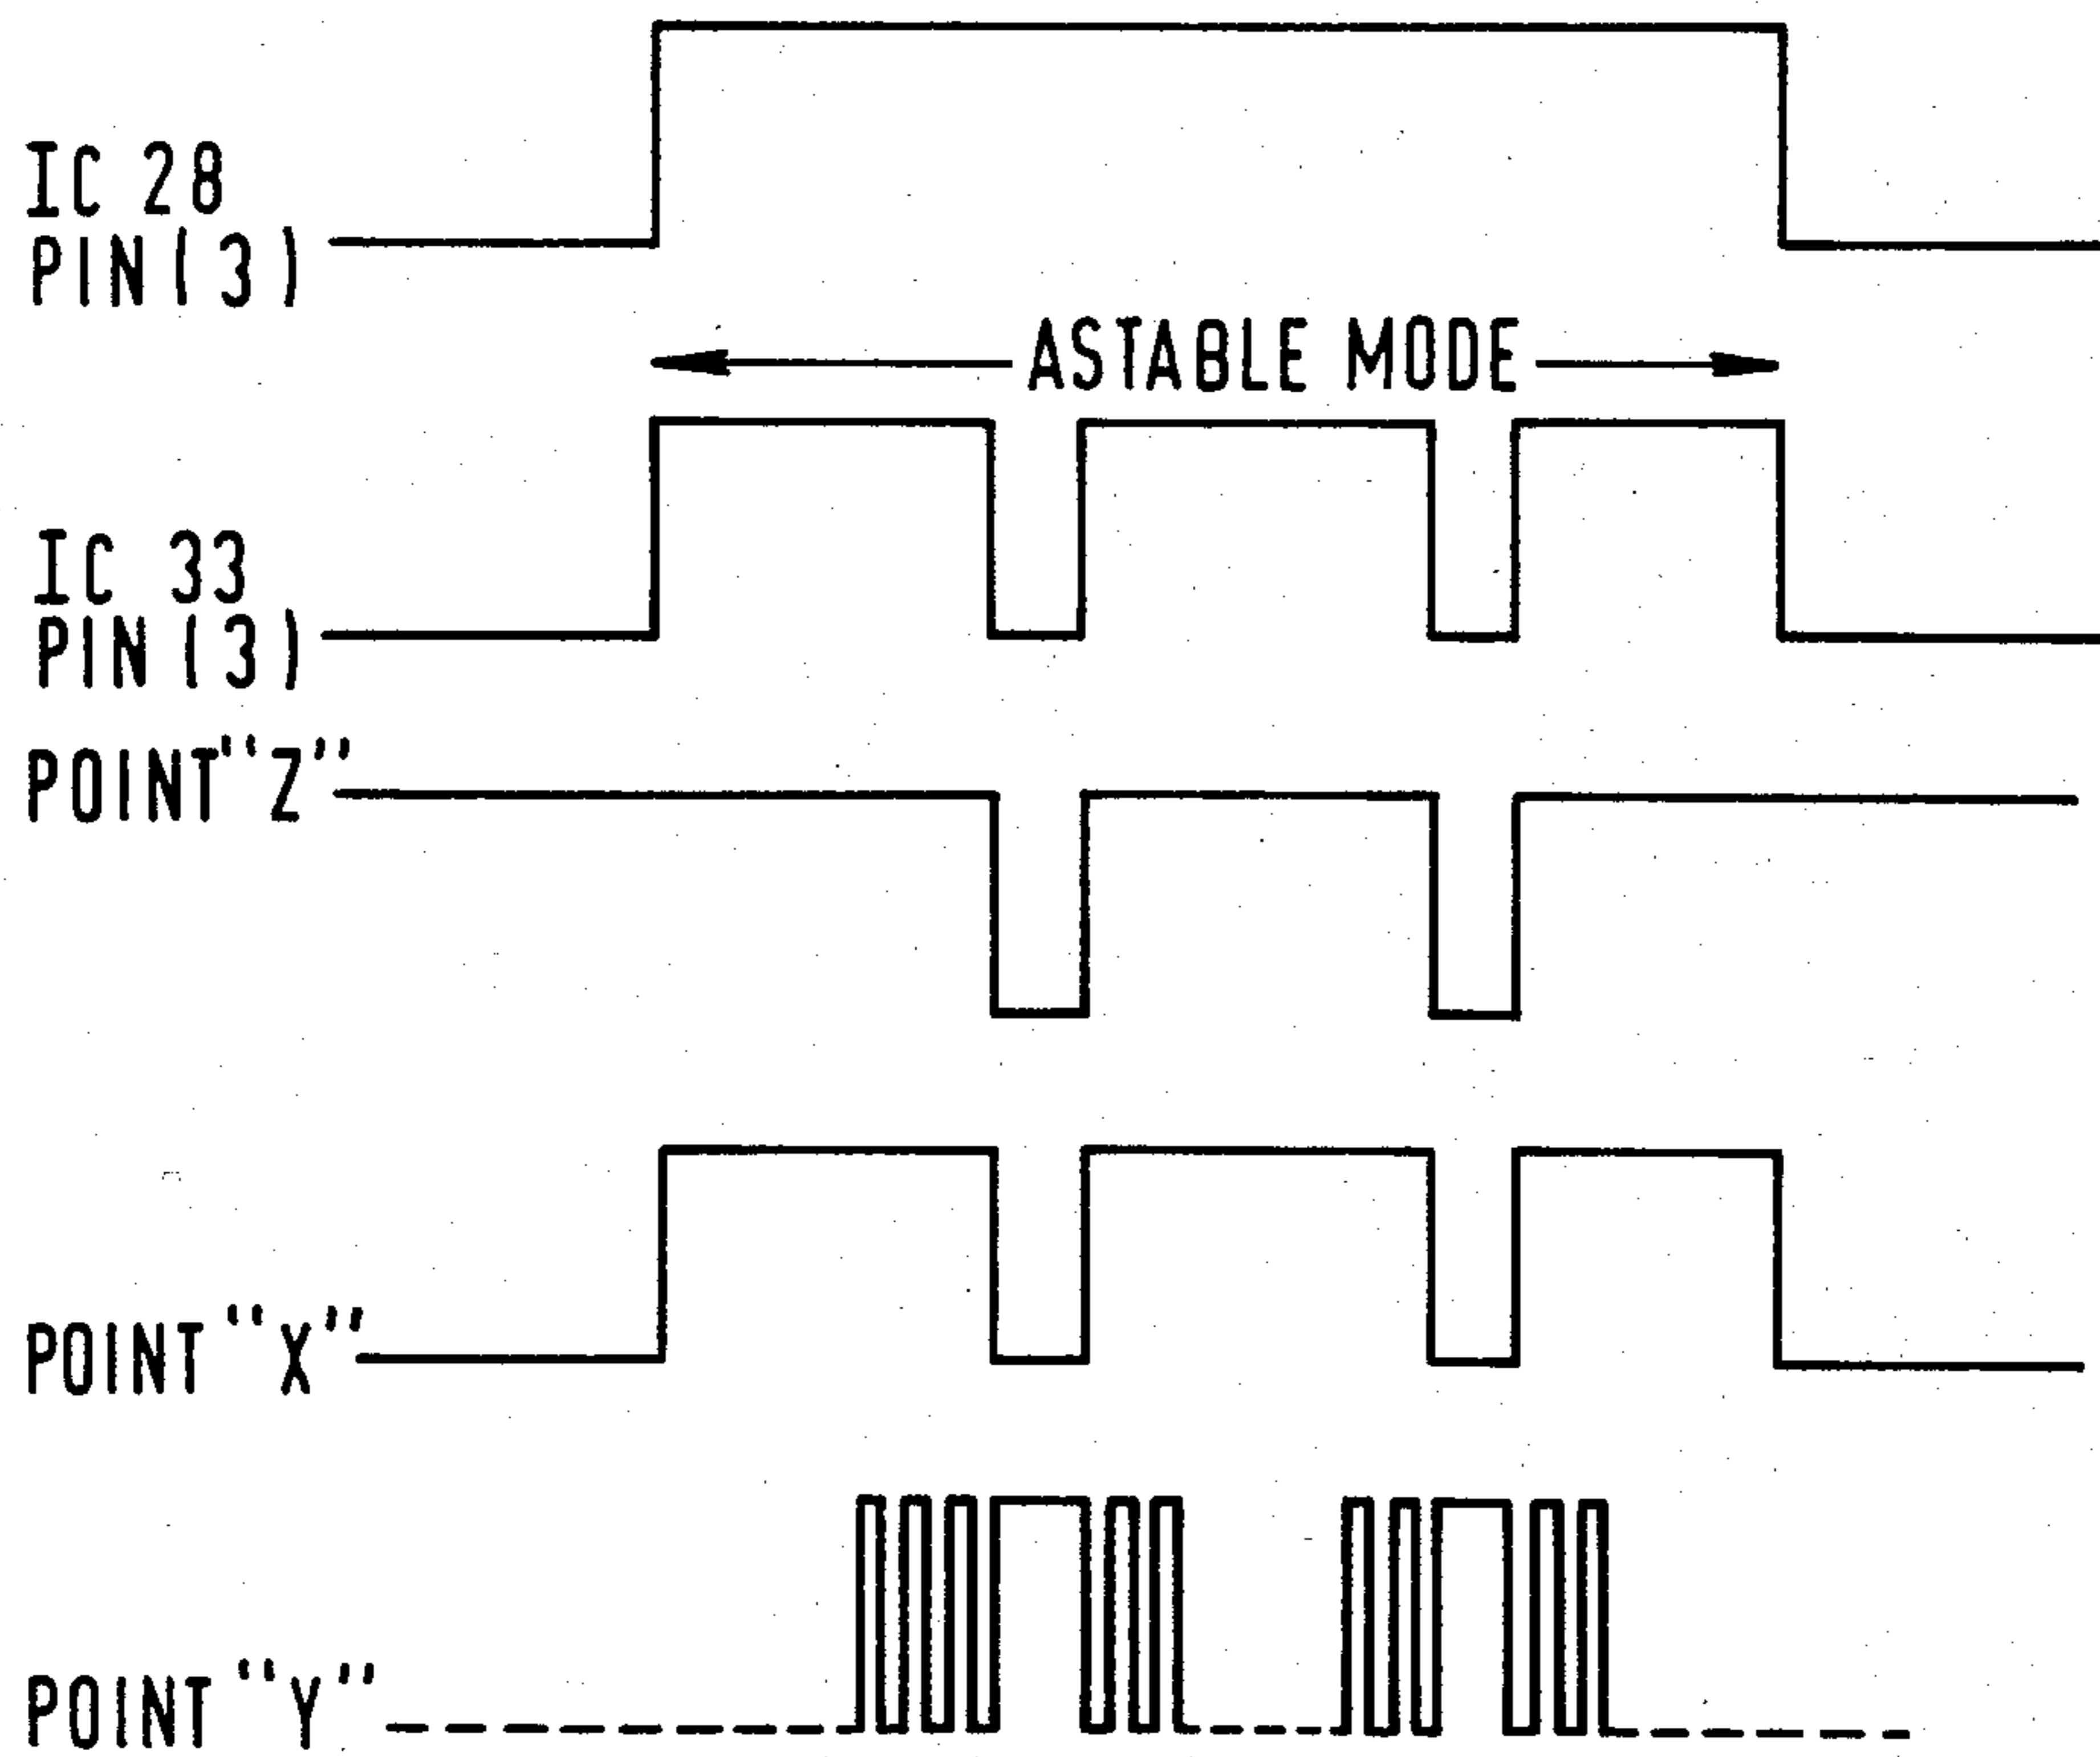 IC 28
PIN(3)
ASTABLE MODE
IC 33
PIN(3)
POINT "Z"
POINT "X"
POINT "Y"